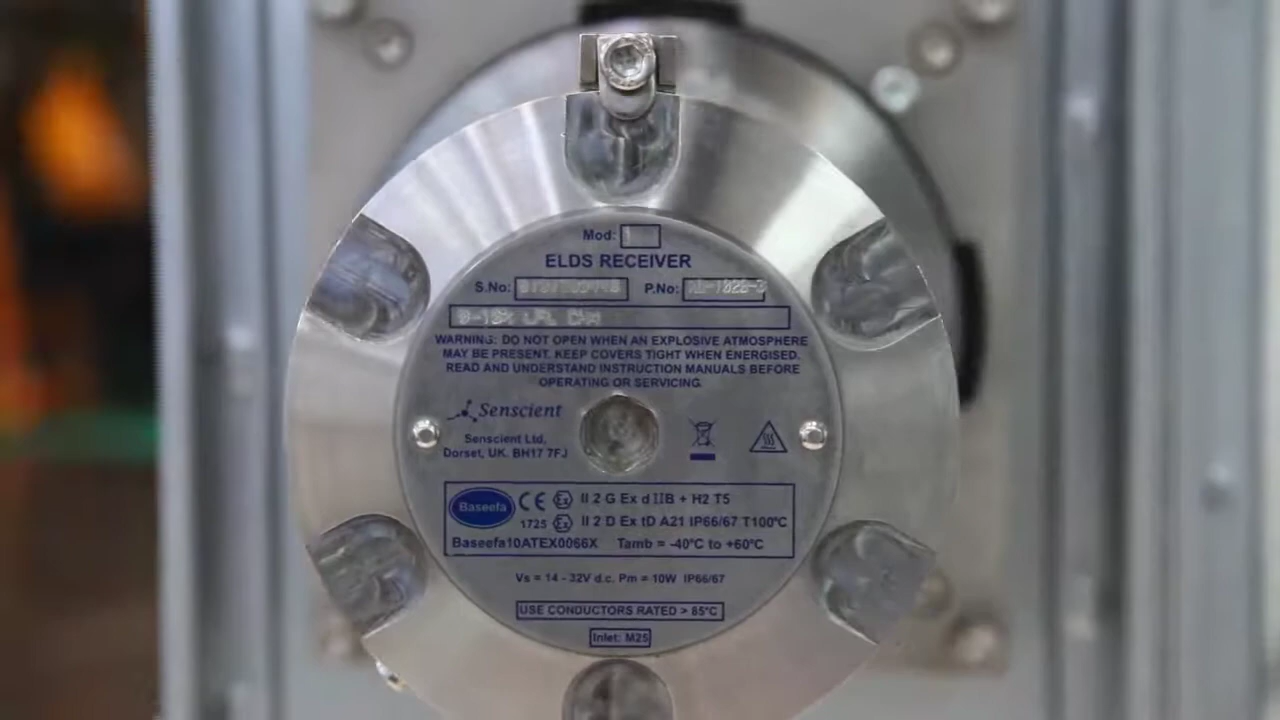 Mod:
ELDS RECEIVER
S.No: P.No:
WARNING: DO NOT OPEN WHEN AN EXPLOSIVE ATMOSPHERE
MAY BE PRESENT. KEEP COVERS TIGHT WHEN ENERGISED.
READ AND UNDERSTAND INSTRUCTION MANUALS BEFORE
OPERATING OR SERVICING.
Senscient
Senscient Ltd,
Dorset, UK. BH17 7FJ
Baseefa CE Ex II 2 G Ex d IIB + H2 T5
1725 Ex II 2 D Ex tD A21 IP66/67 T100°C
Baseefa10ATEX0066X Tamb = -40°C to +60°C
Vs = 14 - 32V d.c. Pm = 10W IP66/67
USE CONDUCTORS RATED > 85°C
Inlet: M25